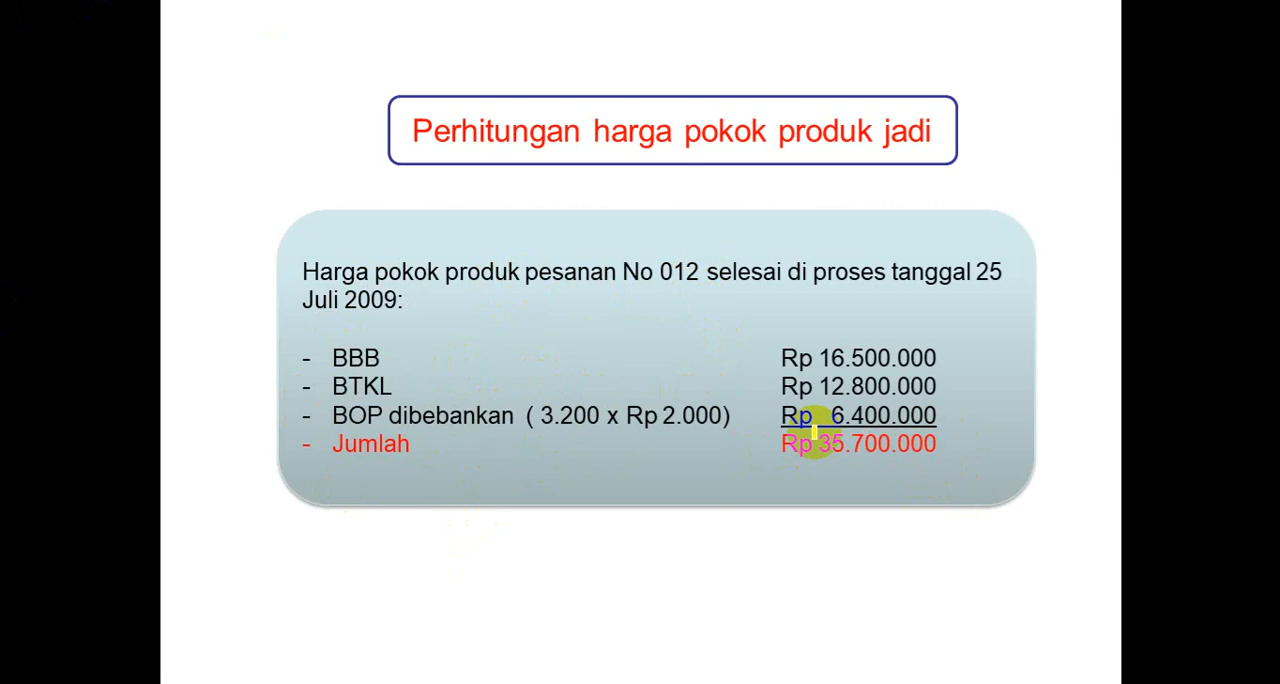 Perhitungan harga pokok produk jadi
Harga pokok produk pesanan No 012 selesai di proses tanggal 25
Juli 2009:
- BBB Rp 16.500.000
- BTKL Rp 12.800.000
- BOP dibebankan ( 3.200 x Rp 2.000) Rp 6.400.000
- Jumlah Rp 35.700.000